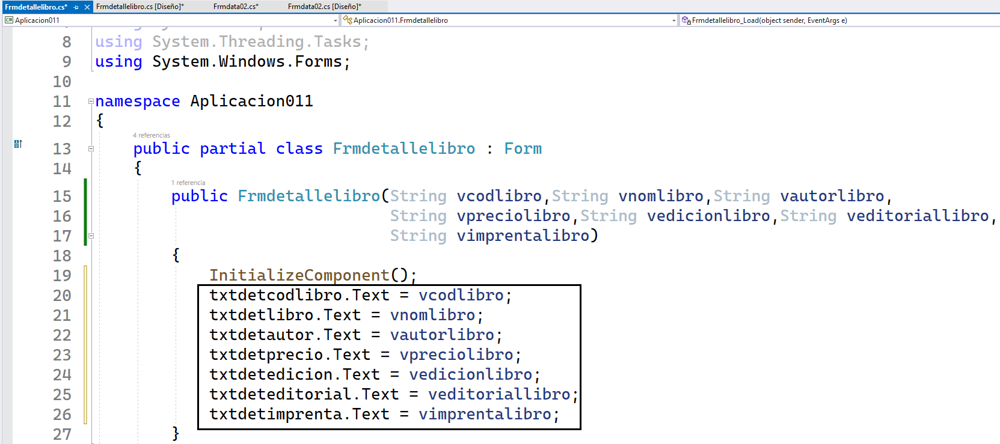 Frmdetallelibro.cs* Frmdetallelibro.cs [Diseño]* Frmdata02.cs* Frmdata02.cs [Diseño]*
Aplicacion011 Aplicacion011.Frmdetallelibro Frmdetallelibro_Load(object sender, EventArgs e)
8 using System.Threading.Tasks;
9 using System.Windows.Forms;
10
11 namespace Aplicacion011
12 {
4 referencias
13 public partial class Frmdetallelibro : Form
14 {
1 referencia
15 public Frmdetallelibro(String vcodlibro,String vnomlibro,String vautorlibro,
16 String vpreciolibro,String vedicionlibro,String veditoriallibro,
17 String vimprentalibro)
18 {
19 InitializeComponent();
20 txtdetcodlibro.Text = vcodlibro;
21 txtdetlibro.Text = vnomlibro;
22 txtdetautor.Text = vautorlibro;
23 txtdetprecio.Text = vpreciolibro;
24 txtdetedicion.Text = vedicionlibro;
25 txtdeteditorial.Text = veditoriallibro;
26 txtdetimprenta.Text = vimprentalibro;
27 }